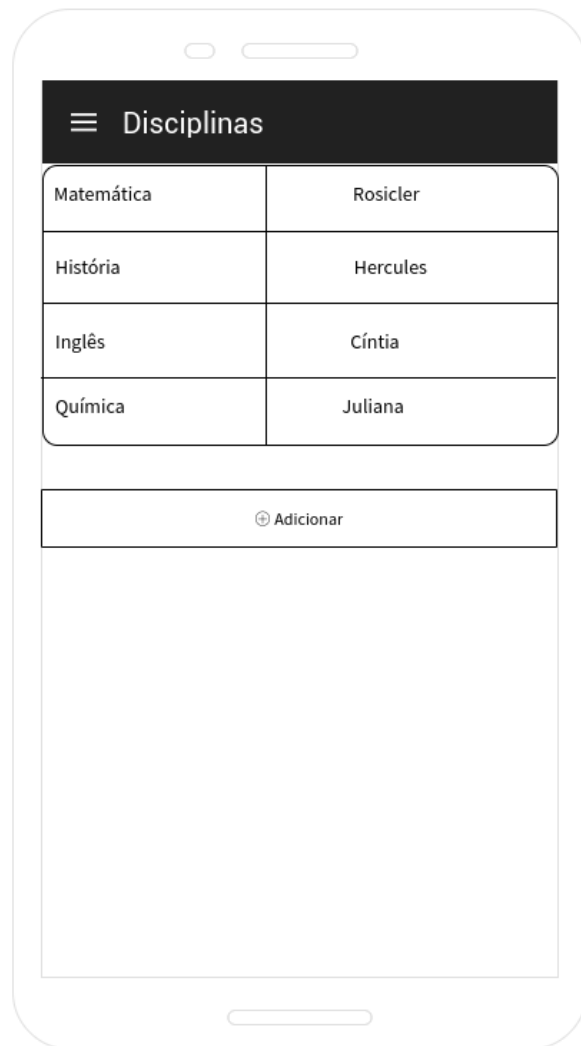 Disciplinas
Matemática Rosicler
História Hercules
Inglês Cíntia
Química Juliana
Adicionar